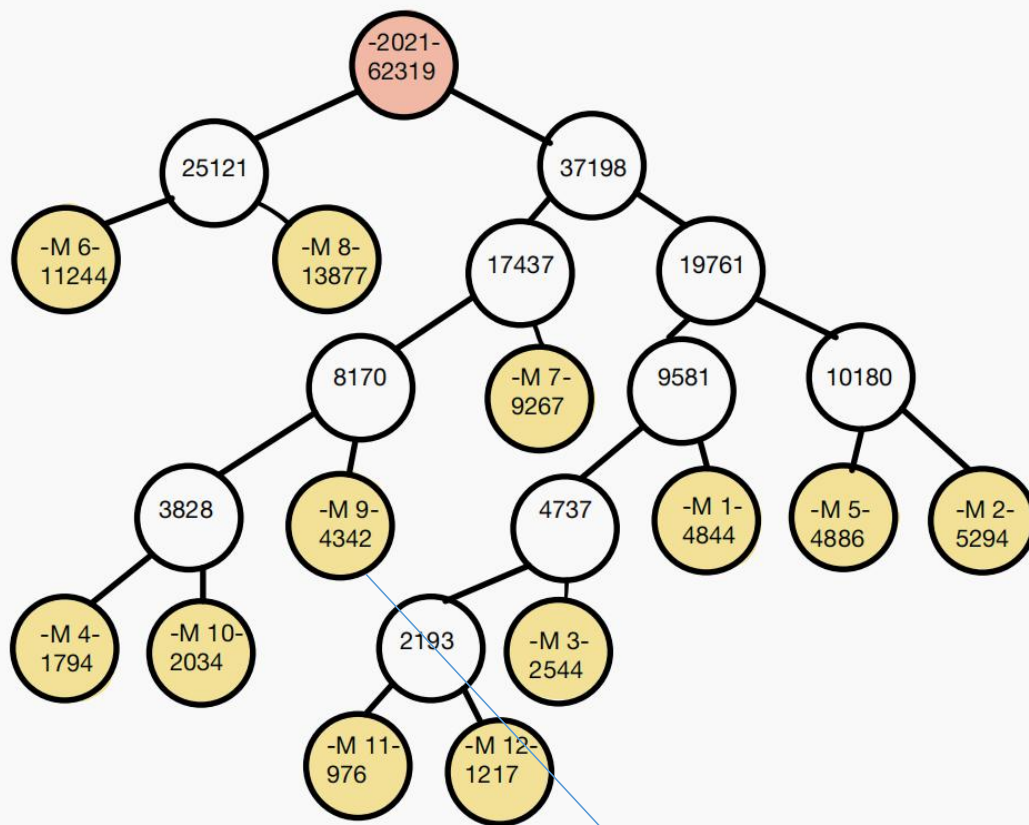 -2021-
62319
25121
37198
-M 6-
11244
-M 8-
13877
17437
19761
8170
-M 7-
9267
9581
10180
3828
-M 9-
4342
4737
-M 1-
4844
-M 5-
4886
-M 2-
5294
-M 4-
1794
-M 10-
2034
2193
-M 3-
2544
-M 11-
976
-M 12-
1217